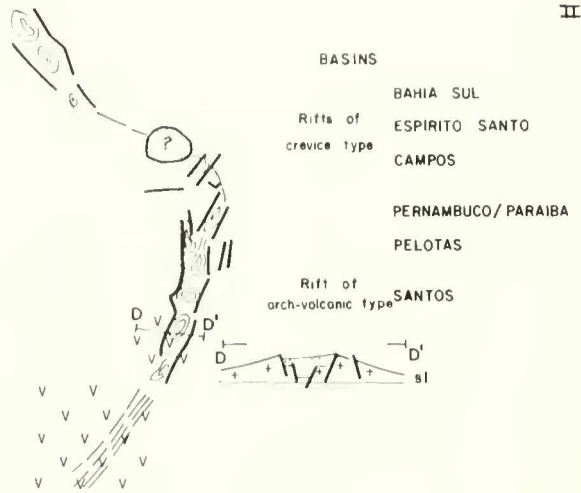 II
BASINS
BAHIA SUL
Rifts of
crevice type
ESPÍRITO SANTO
CAMPOS
PERNAMBUCO/PARAIBA
PELOTAS
Rift of
arch-volcanic type
SANTOS
?
D
D'
D
D'
sl
V V
V V V
V V
V V V
V V V
V V V
V V V
V V
+ + + + +